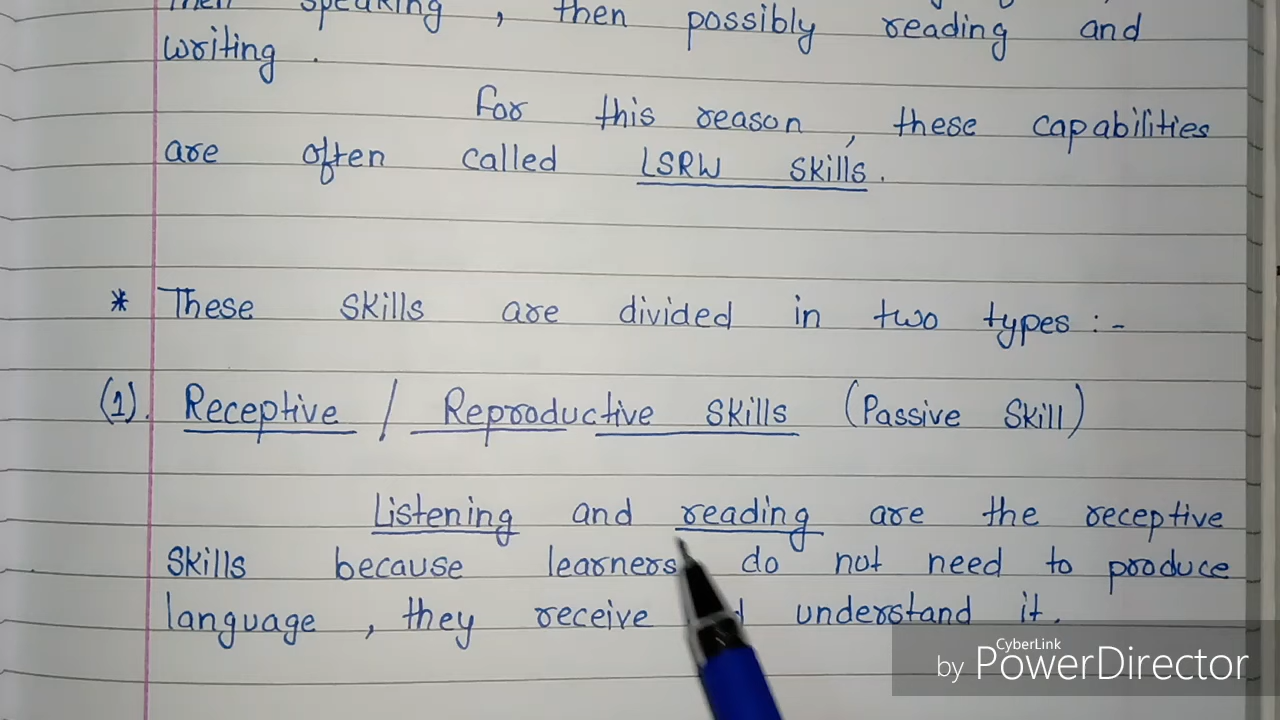 then speaking , then possibly reading and
writing .
For this reason , these capabilities
are often called LSRW skills.
* These skills are divided in two types :-
(1). Receptive / Reproductive skills (Passive Skill)
Listening and reading are the receptive
skills because learners do not need to produce
language , they receive understand it.
CyberLink
by PowerDirector